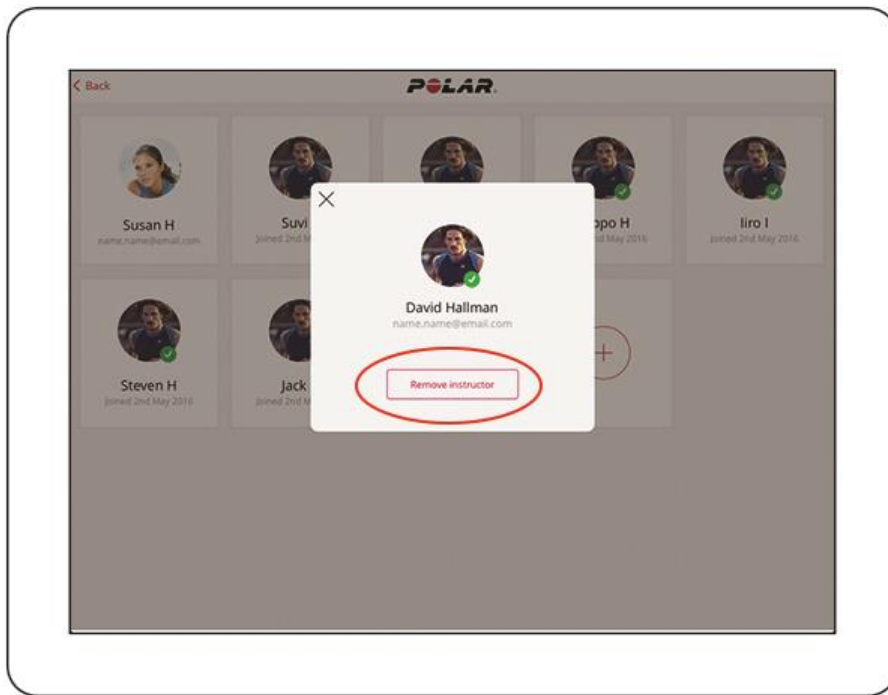 Back
POLAR
Susan H
name.name@email.com
Suvi
Joined 2nd M
ppo H
nd May 2016
Iiro I
Joined 2nd May 2016
David Hallman
name.name@email.com
Remove instructor
Steven H
Joined 2nd May 2016
Jack
Joined 2nd M